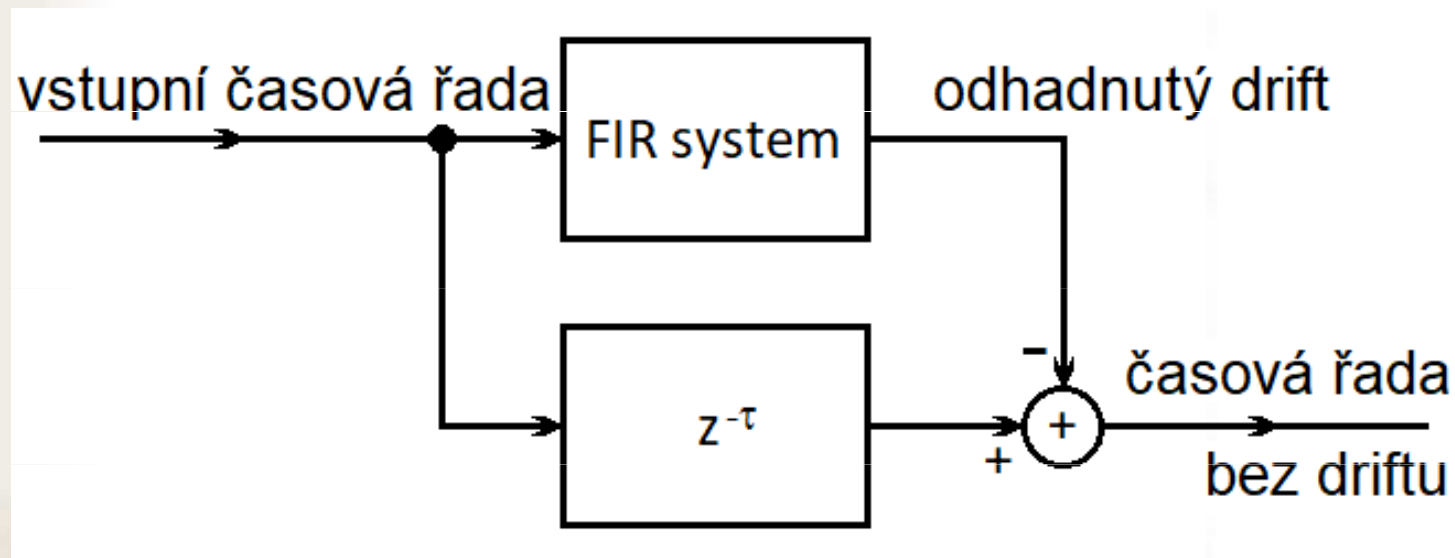 vstupní časová řada
FIR system
odhadnutý drift
z^-τ
-
+
+
časová řada
bez driftu